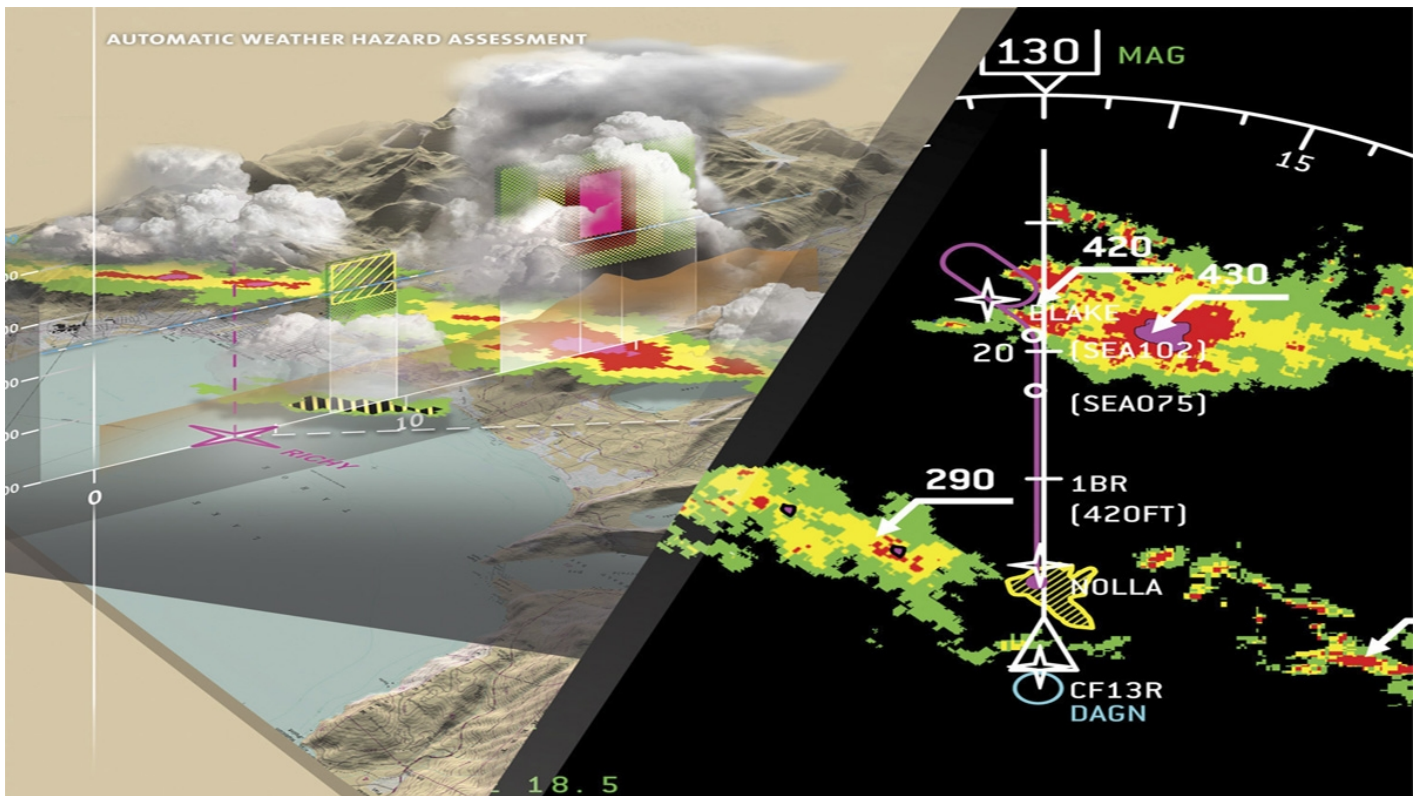 AUTOMATIC WEATHER HAZARD ASSESSMENT
0
10
RICHY
130 MAG
15
420
430
BLAKE
20
(SEA102)
(SEA075)
290
1BR
(420FT)
NOLLA
CF13R
DAGN
18.5